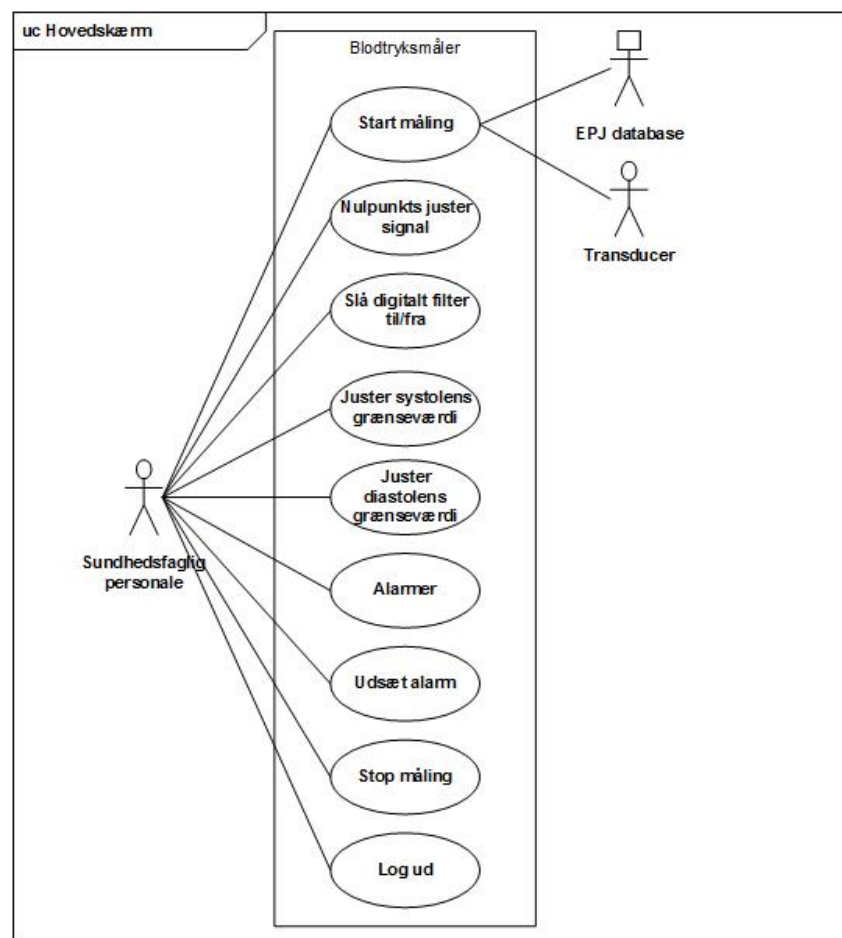 uc Hovedskærm
Blodtryksmåler
Start måling
EPJ database
Nulpunkts juster
signal
Transducer
Slå digitalt filter
til/fra
Juster systolens
grænseværdi
Juster
diastolens
grænseværdi
Sundhedsfaglig
personale
Alarmer
Udsæt alarm
Stop måling
Log ud